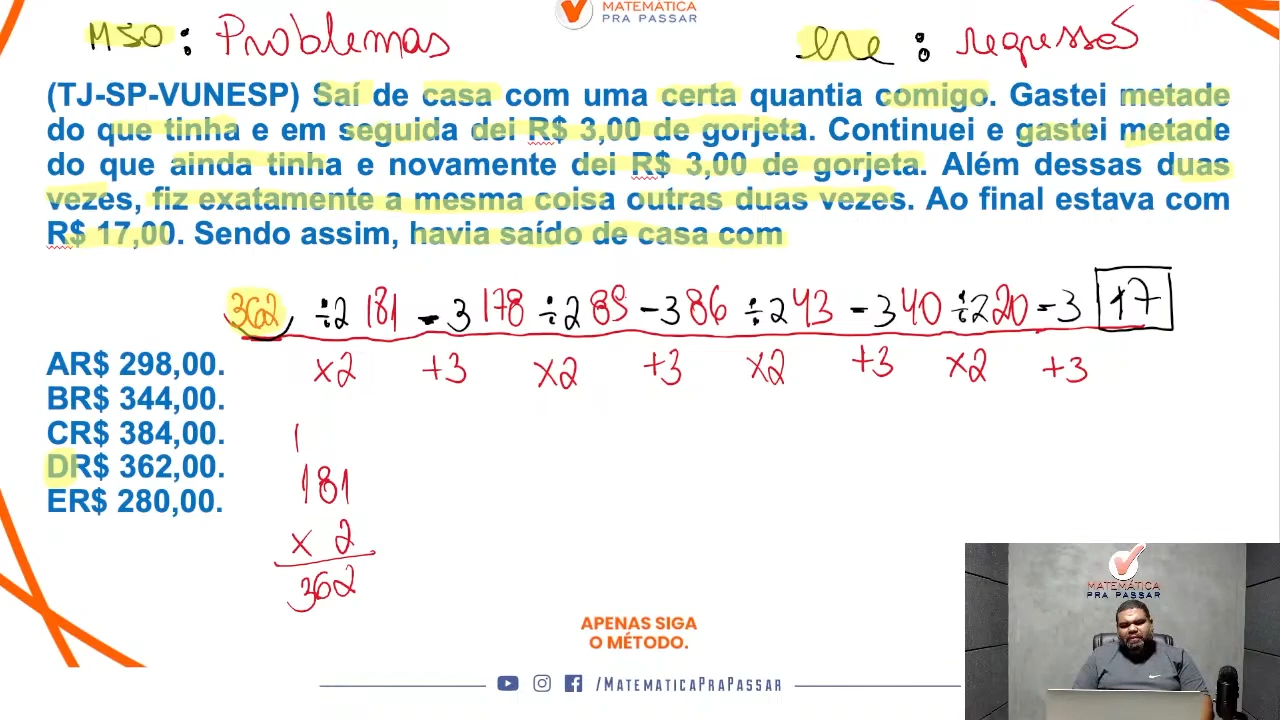 MATEMÁTICA
PRA PASSAR
MSO : Problemas
ere : regressão
(TJ-SP-VUNESP) Saí de casa com uma certa quantia comigo. Gastei metade
do que tinha e em seguida dei R$ 3,00 de gorjeta. Continuei e gastei metade
do que ainda tinha e novamente dei R$ 3,00 de gorjeta. Além dessas duas
vezes, fiz exatamente a mesma coisa outras duas vezes. Ao final estava com
R$ 17,00. Sendo assim, havia saído de casa com
362 ÷2 181 -3 178 ÷2 89 -3 86 ÷2 43 -3 40 ÷2 20 -3 17
×2 +3 ×2 +3 ×2 +3 ×2 +3
AR$ 298,00.
BR$ 344,00.
CR$ 384,00.
DR$ 362,00.
ER$ 280,00.
1
181
× 2
362
MATEMÁTICA
PRA PASSAR
APENAS SIGA
O MÉTODO.
/MATEMATICAPRAPASSAR